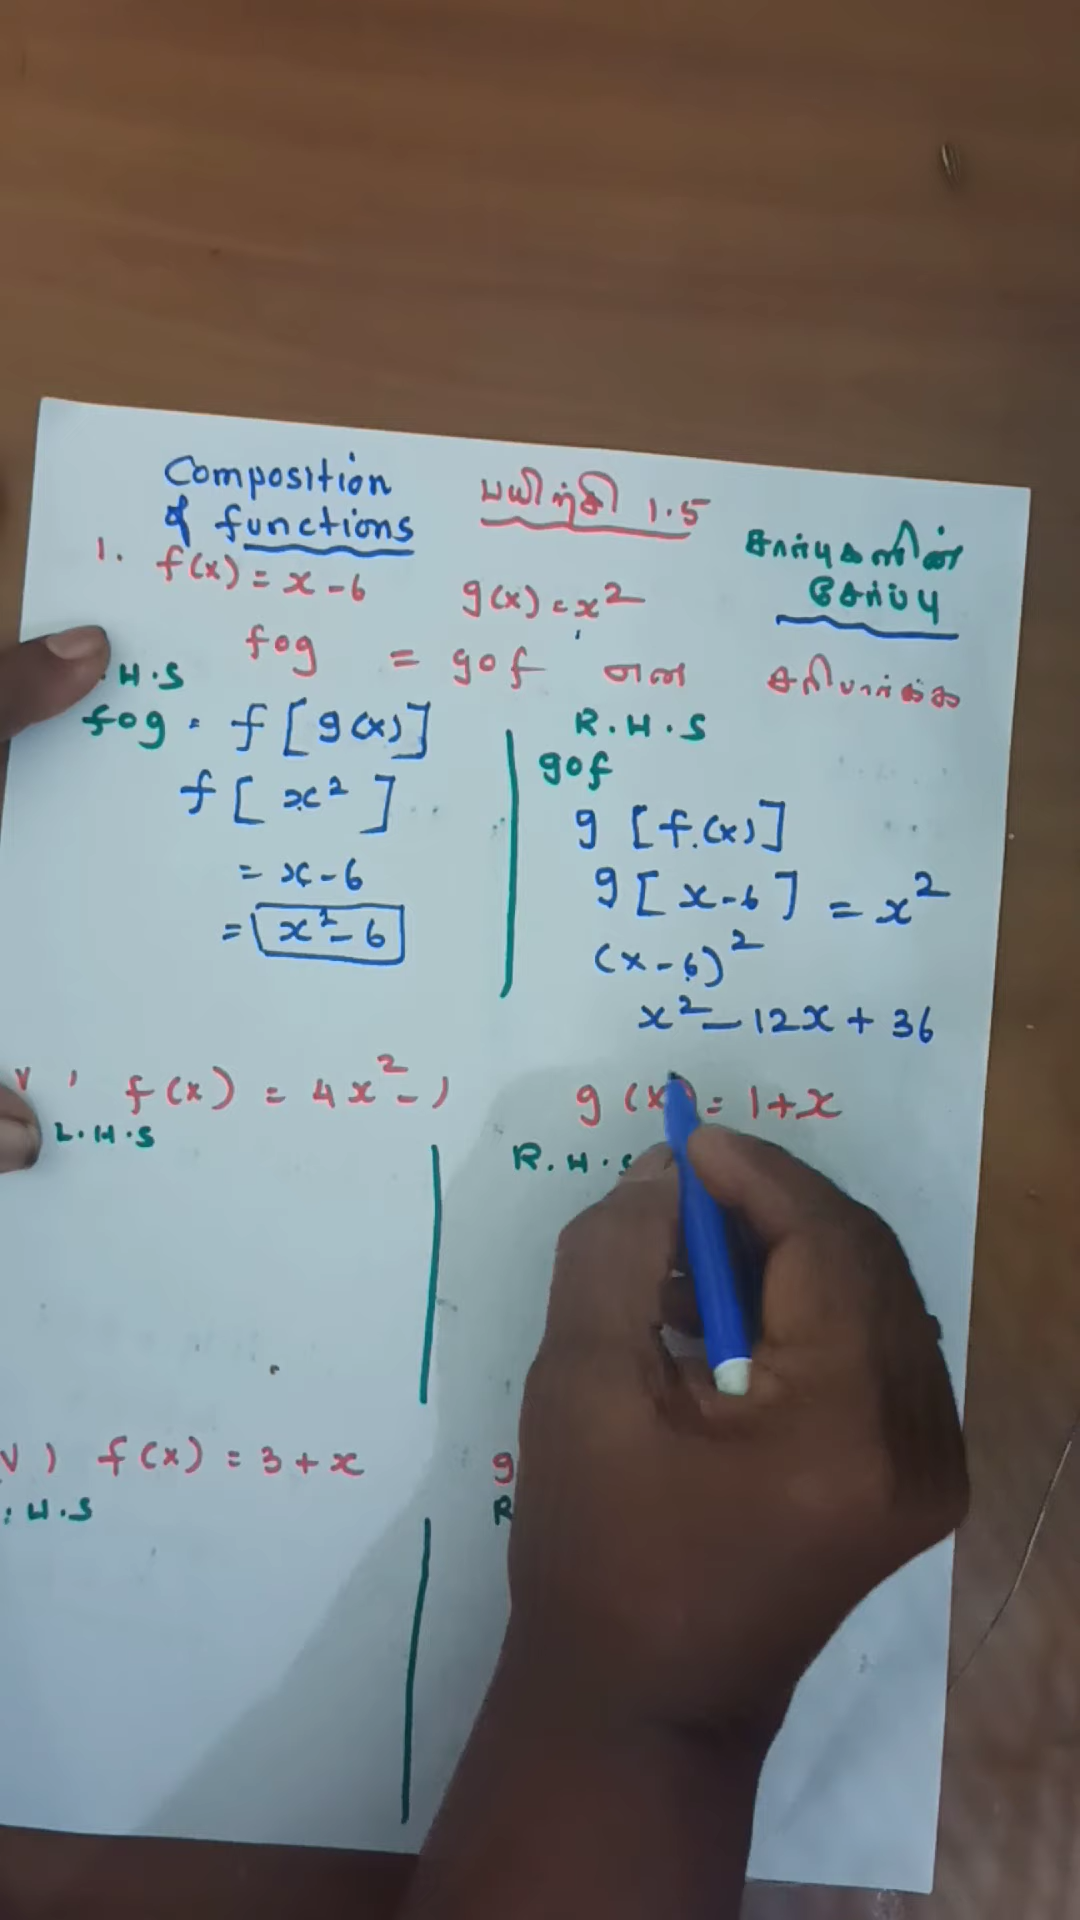 Composition
of functions
பயிற்சி 1.5
சார்புகளின்
சேர்ப்பு
1. f(x) = x - 6 g(x) = x²
fog = gof என சரிபார்க்க
.H.S
R.H.S
fog = f [g(x)]
f [ x² ]
= x - 6
= x² - 6
gof
g [f(x)]
g [ x-6 ] = x²
(x - 6)²
x² - 12x + 36
v) f(x) = 4x² - 1 g(x) = 1+x
L.H.S R.H.S
v) f(x) = 3 + x g
.H.S R